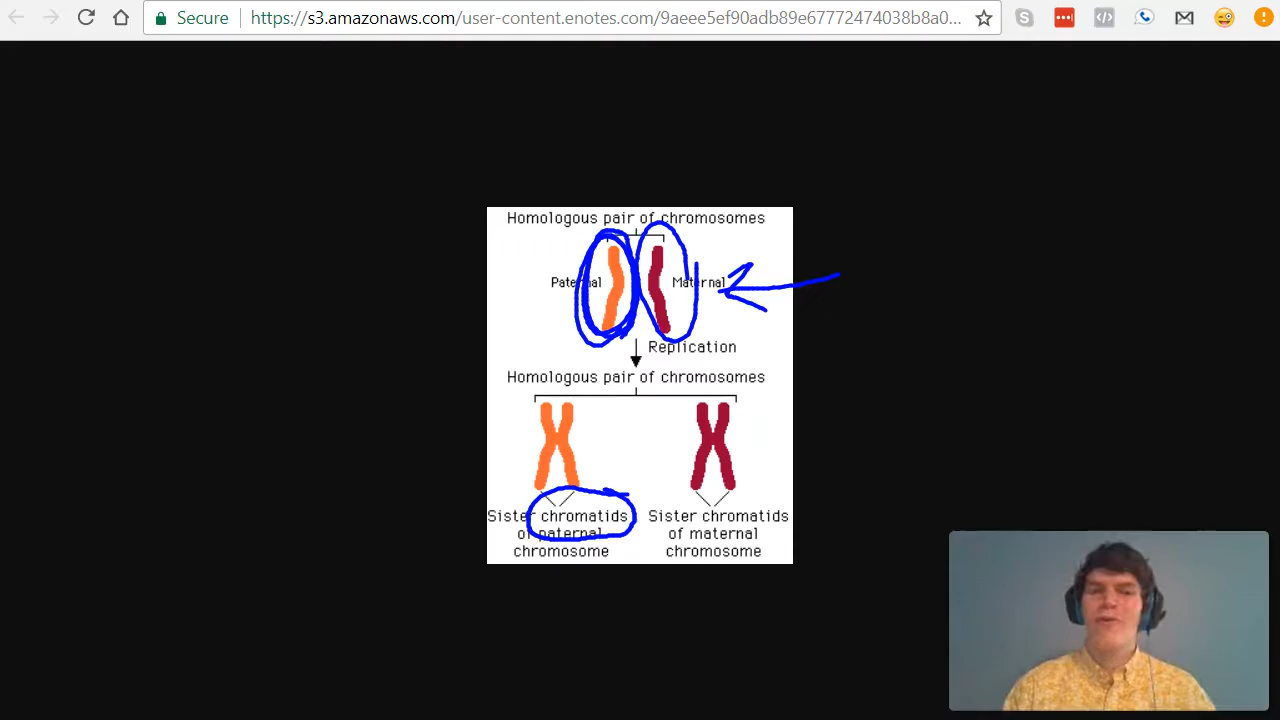 Secure
https://s3.amazonaws.com/user-content.enotes.com/9aeee5ef90adb89e67772474038b8a0...
Homologous pair of chromosomes
Paternal
Maternal
Replication
Homologous pair of chromosomes
Sister chromatids
of paternal
chromosome
Sister chromatids
of maternal
chromosome